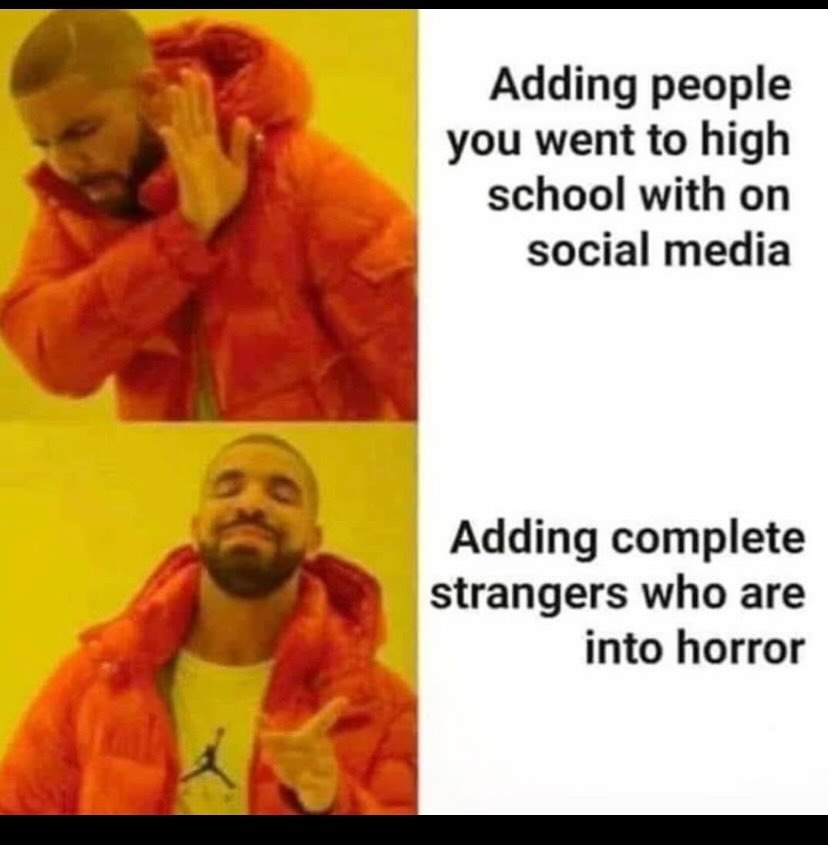 Adding people
you went to high
school with on
social media
Adding complete
strangers who are
into horror